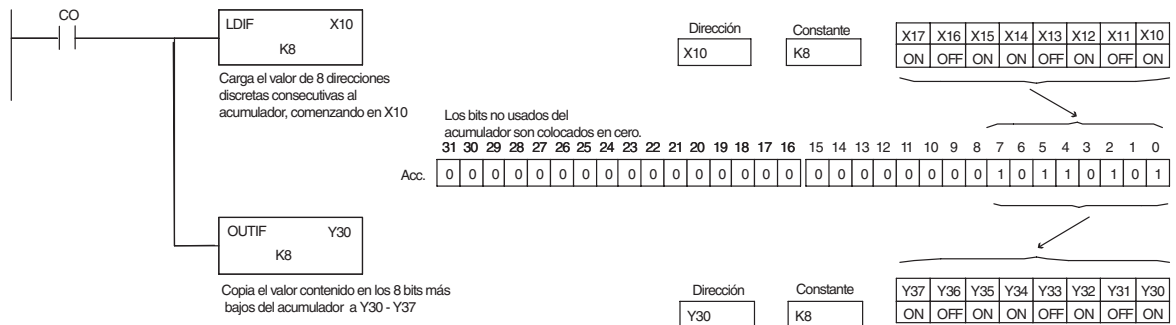 CO
LDIF X10
K8
Carga el valor de 8 direcciones
discretas consecutivas al
acumulador, comenzando en X10
Dirección Constante
X10 K8
X17 X16 X15 X14 X13 X12 X11 X10
ON OFF ON ON OFF ON OFF ON
Los bits no usados del
acumulador son colocados en cero.
31 30 29 28 27 26 25 24 23 22 21 20 19 18 17 16 15 14 13 12 11 10 9 8 7 6 5 4 3 2 1 0
Acc. 0 0 0 0 0 0 0 0 0 0 0 0 0 0 0 0 0 0 0 0 0 0 0 0 1 0 1 1 0 1 0 1
OUTIF Y30
K8
Copia el valor contenido en los 8 bits más
bajos del acumulador a Y30 - Y37
Dirección Constante
Y30 K8
Y37 Y36 Y35 Y34 Y33 Y32 Y31 Y30
ON OFF ON ON OFF ON OFF ON